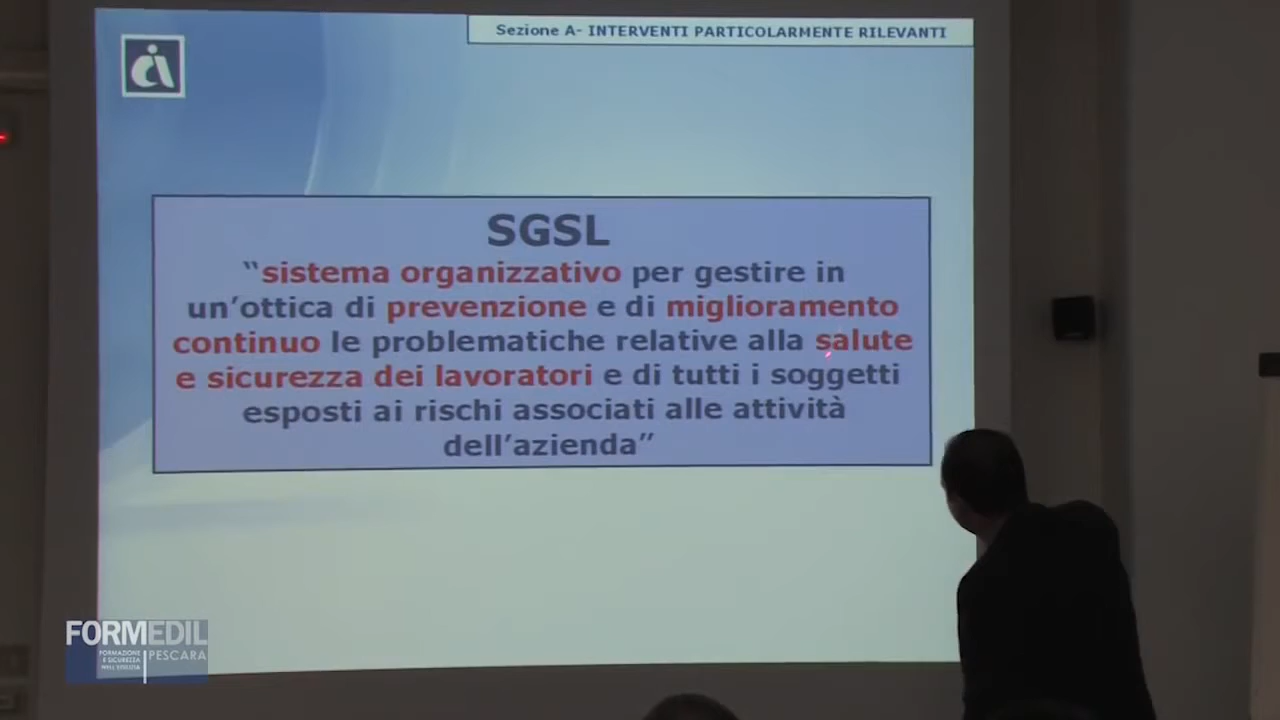 Sezione A- INTERVENTI PARTICOLARMENTE RILEVANTI
SGSL
“sistema organizzativo per gestire in
un’ottica di prevenzione e di miglioramento
continuo le problematiche relative alla salute
e sicurezza dei lavoratori e di tutti i soggetti
esposti ai rischi associati alle attività
dell’azienda”
FORMEDIL
FORMAZIONE
E SICUREZZA
NELL'EDILIZIA
PESCARA